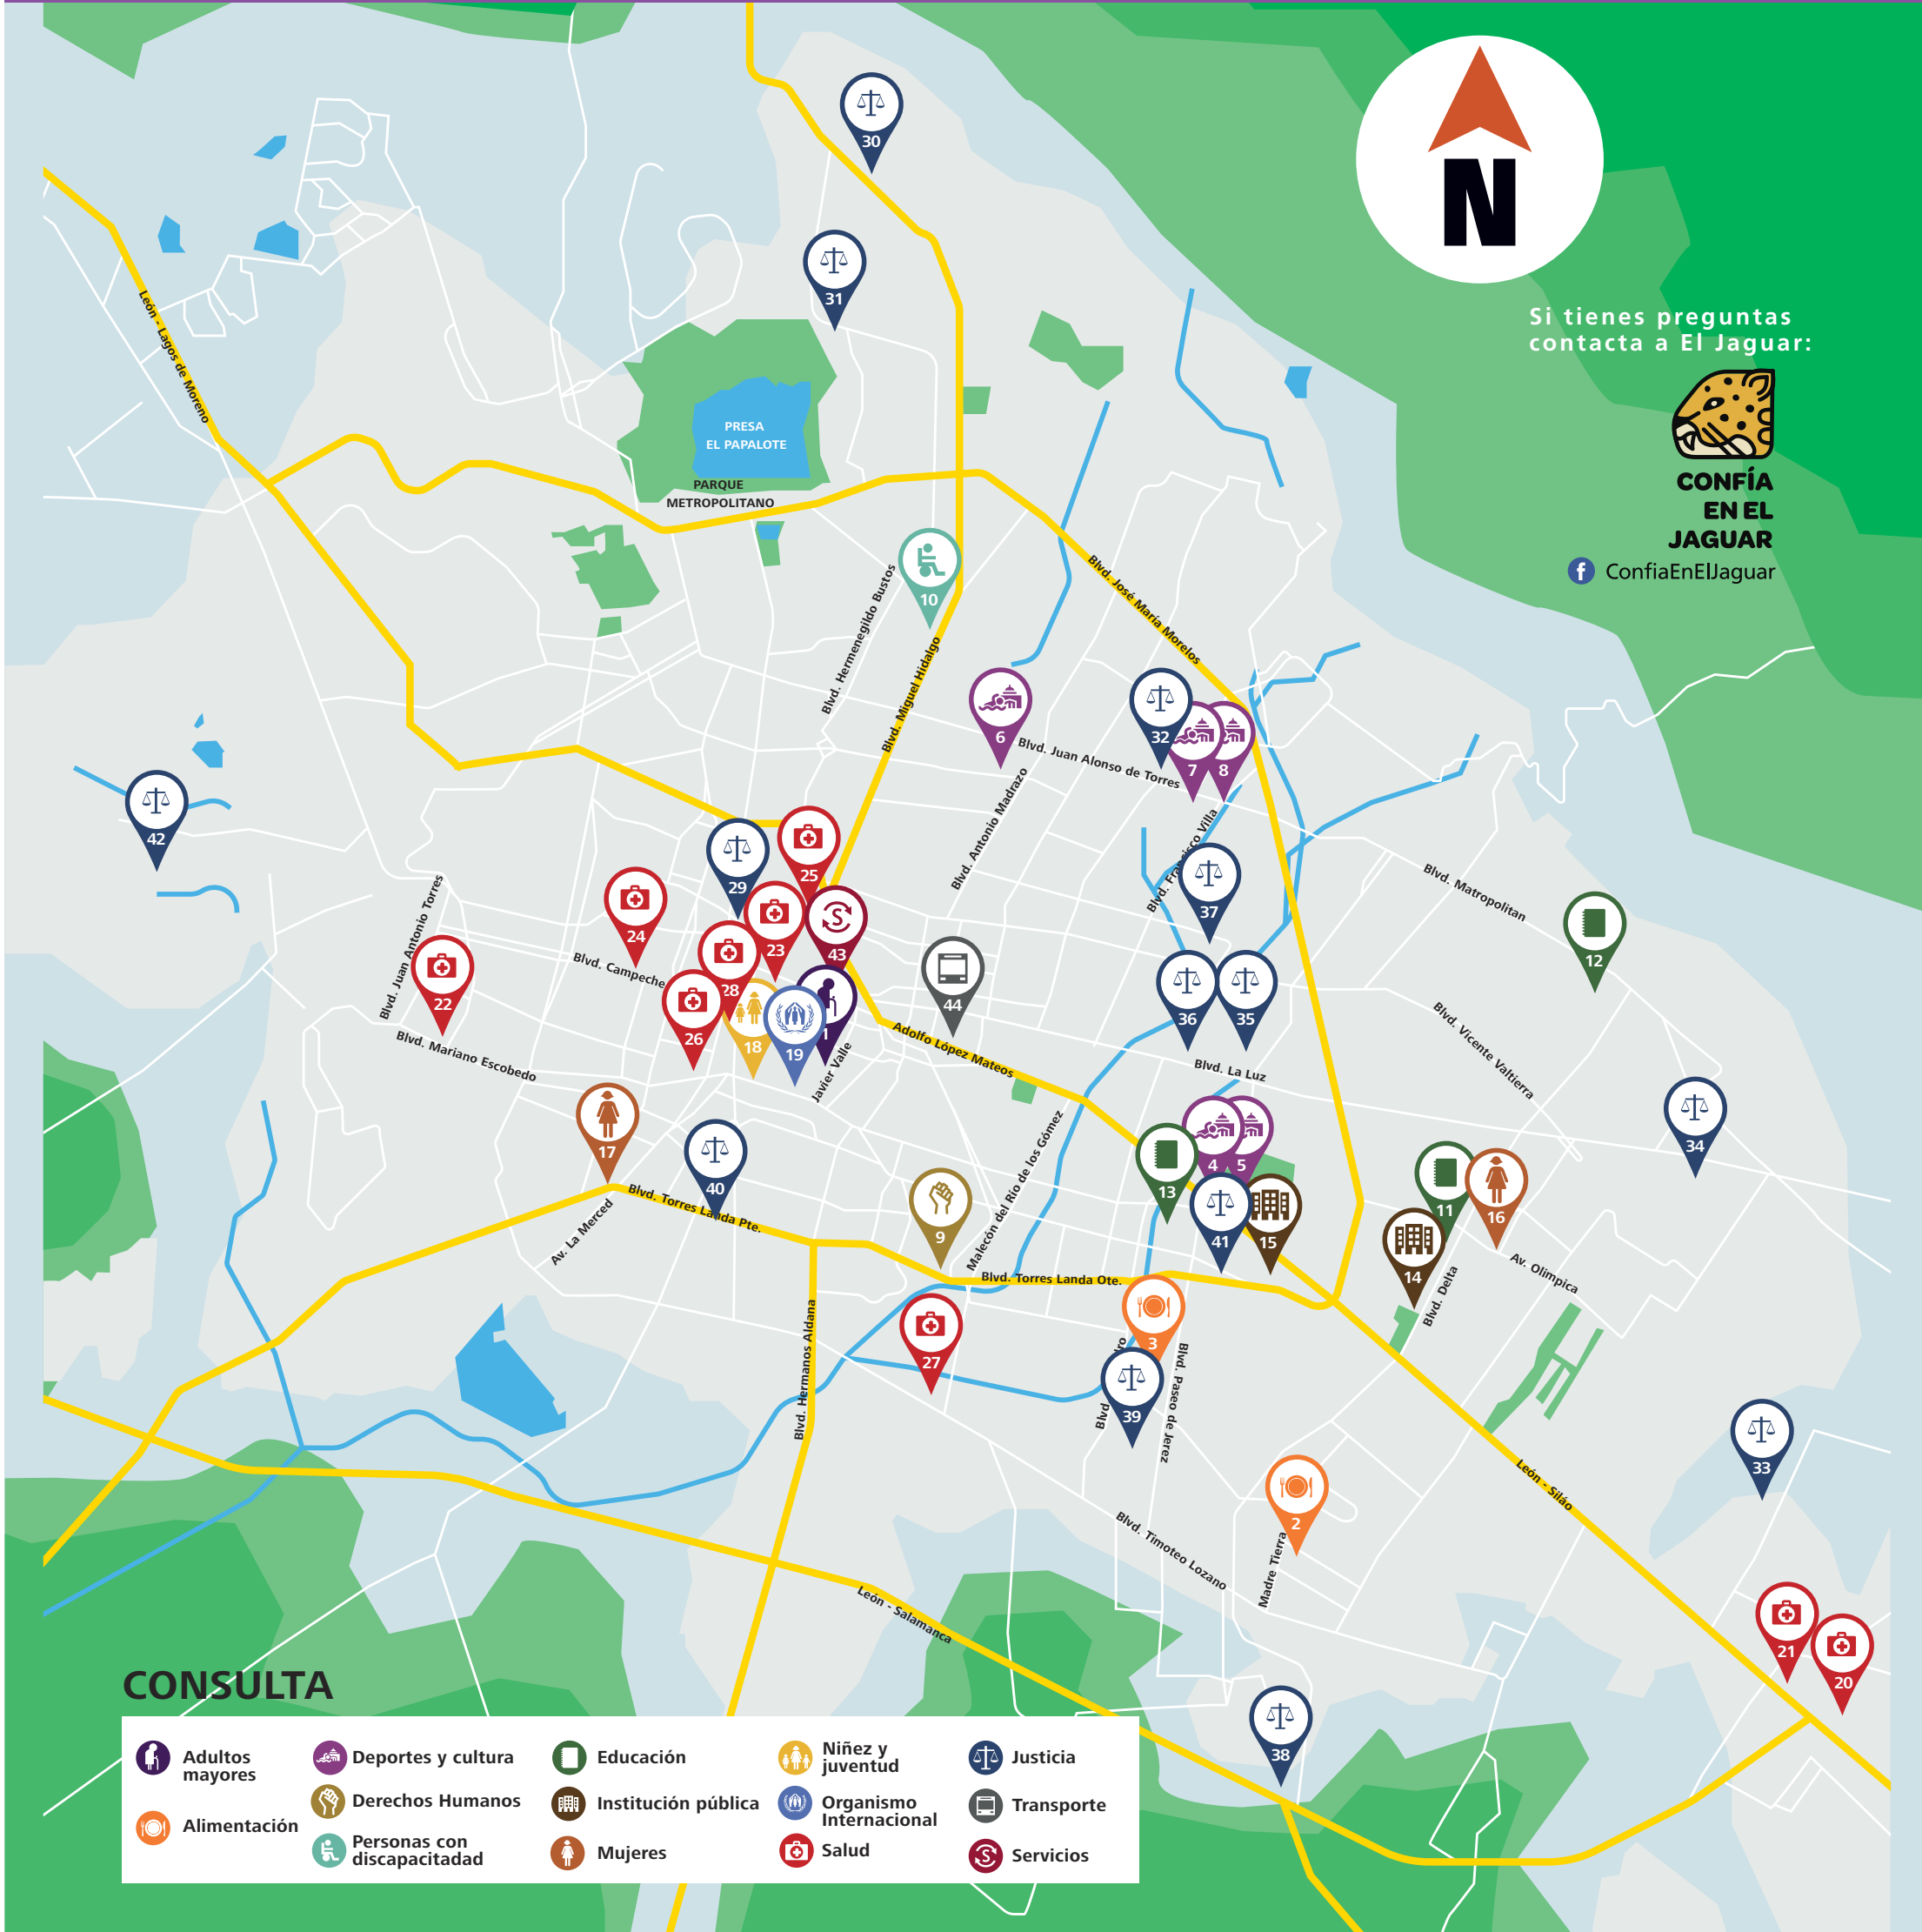 N
Si tienes preguntas
contacta a El Jaguar:
CONFÍA
EN EL
JAGUAR
f ConfiaEnElJaguar
30
31
León - Lagos de Moreno
PRESA
EL PAPALOTE
PARQUE
METROPOLITANO
10
Blvd. Hermenegildo Bustos
Blvd. Miguel Hidalgo
Blvd. José María Morelos
6
32
7
8
Blvd. Juan Alonso de Torres
Blvd. Antonio Madrazo
Blvd. Francisco Villa
42
29
25
24
23
43
37
Blvd. Matropolitan
12
Blvd. Juan Antonio Torres
22
Blvd. Campeche
28
26
18
19
1
44
36
35
Blvd. Vicente Valtierra
Blvd. Mariano Escobedo
Javier Valle
Adolfo López Mateos
Blvd. La Luz
34
17
40
Blvd. Torres Landa Pte.
Av. La Merced
9
Malecón del Río de los Gómez
13
4
5
41
15
11
16
14
Av. Olimpica
Blvd. Delta
Blvd. Torres Landa Ote.
3
27
39
Blvd
Blvd. Paseo de Jerez
Blvd. Hermanos Aldana
33
León - Siláo
2
Madre Tierra
Blvd. Timoteo Lozano
León - Salamanca
21
20
38
CONSULTA
Adultos
mayores
Alimentación
Deportes y cultura
Derechos Humanos
Personas con
discapacitadad
Educación
Institución pública
Mujeres
Niñez y
juventud
Organismo
Internacional
Salud
Justicia
Transporte
Servicios